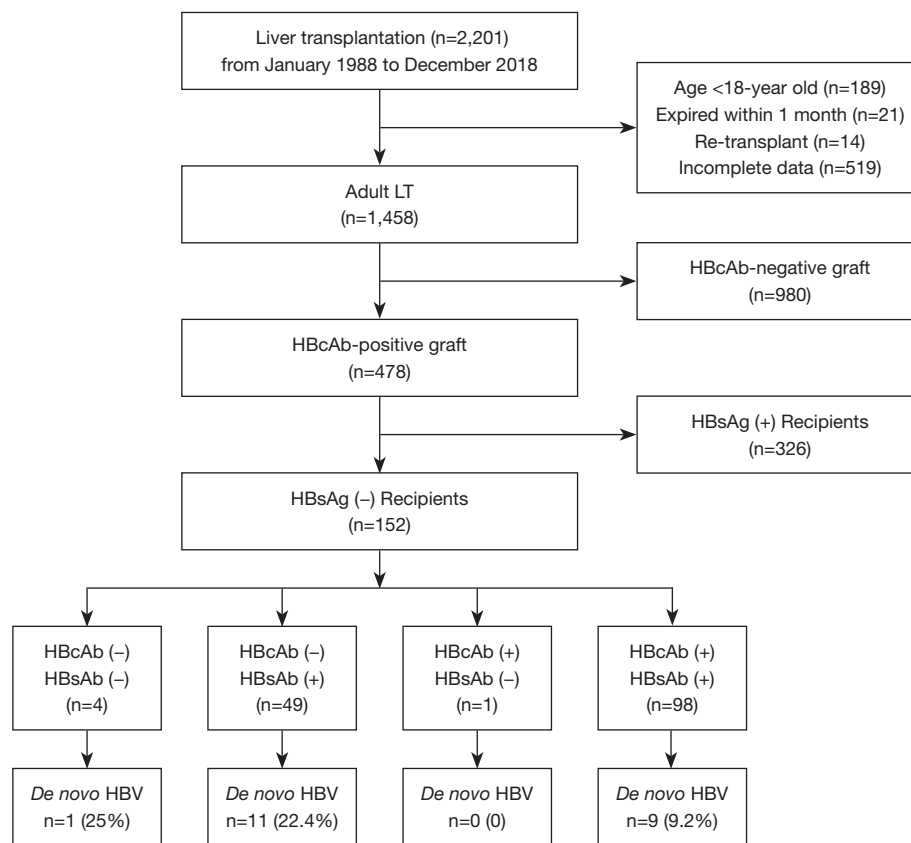 Liver transplantation (n=2,201)
from January 1988 to December 2018
Age <18-year old (n=189)
Expired within 1 month (n=21)
Re-transplant (n=14)
Incomplete data (n=519)
Adult LT
(n=1,458)
HBcAb-negative graft
(n=980)
HBcAb-positive graft
(n=478)
HBsAg (+) Recipients
(n=326)
HBsAg (–) Recipients
(n=152)
HBcAb (–)
HBsAb (–)
(n=4)
HBcAb (–)
HBsAb (+)
(n=49)
HBcAb (+)
HBsAb (–)
(n=1)
HBcAb (+)
HBsAb (+)
(n=98)
De novo HBV
n=1 (25%)
De novo HBV
n=11 (22.4%)
De novo HBV
n=0 (0)
De novo HBV
n=9 (9.2%)